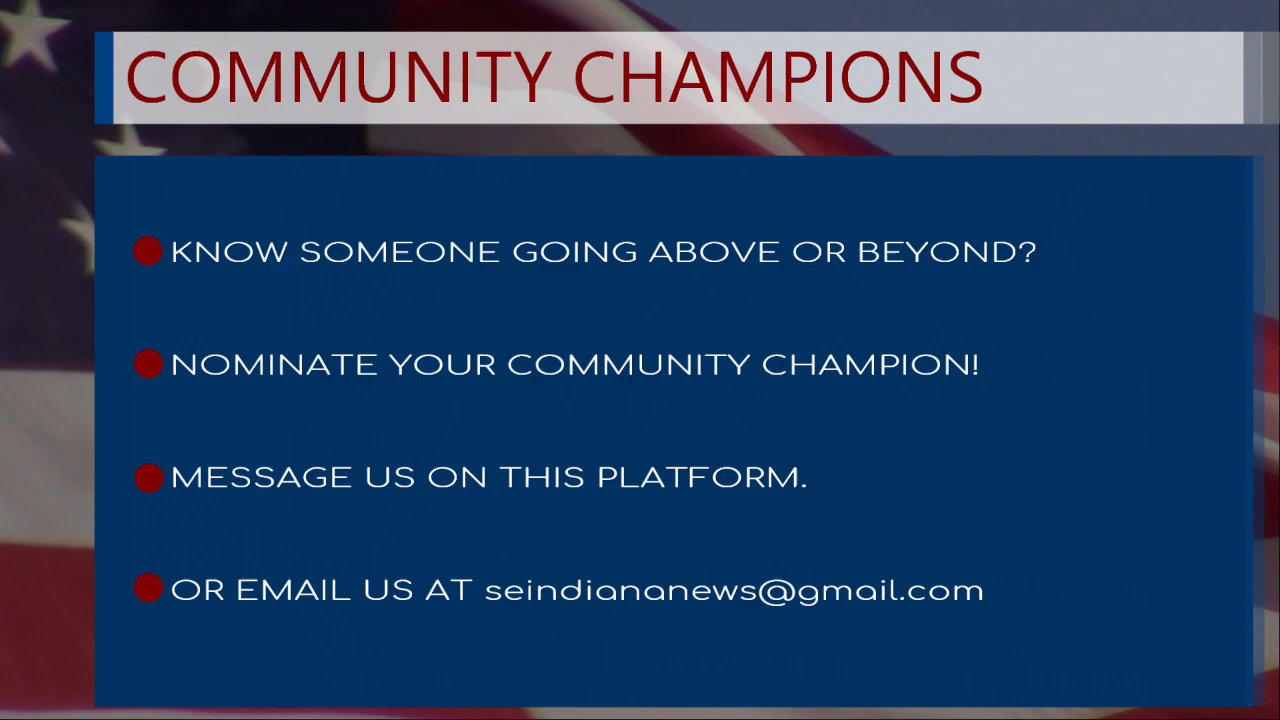 COMMUNITY CHAMPIONS
KNOW SOMEONE GOING ABOVE OR BEYOND?
NOMINATE YOUR COMMUNITY CHAMPION!
MESSAGE US ON THIS PLATFORM.
OR EMAIL US AT seindiananews@gmail.com